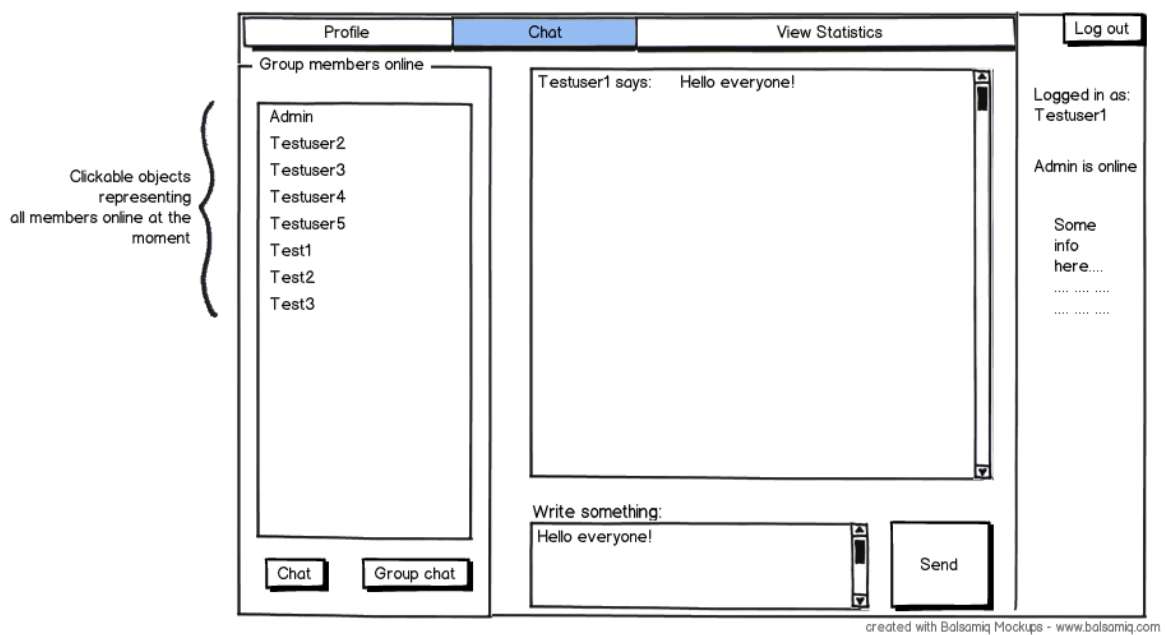 Profile
Chat
View Statistics
Log out
Group members online
Admin
Testuser2
Testuser3
Testuser4
Testuser5
Test1
Test2
Test3
Clickable objects
representing
all members online at the
moment
Chat
Group chat
Testuser1 says: Hello everyone!
Write something:
Hello everyone!
Send
Logged in as:
Testuser1
Admin is online
Some
info
here....
.... .... ....
.... .... ....
created with Balsamiq Mockups - www.balsamiq.com